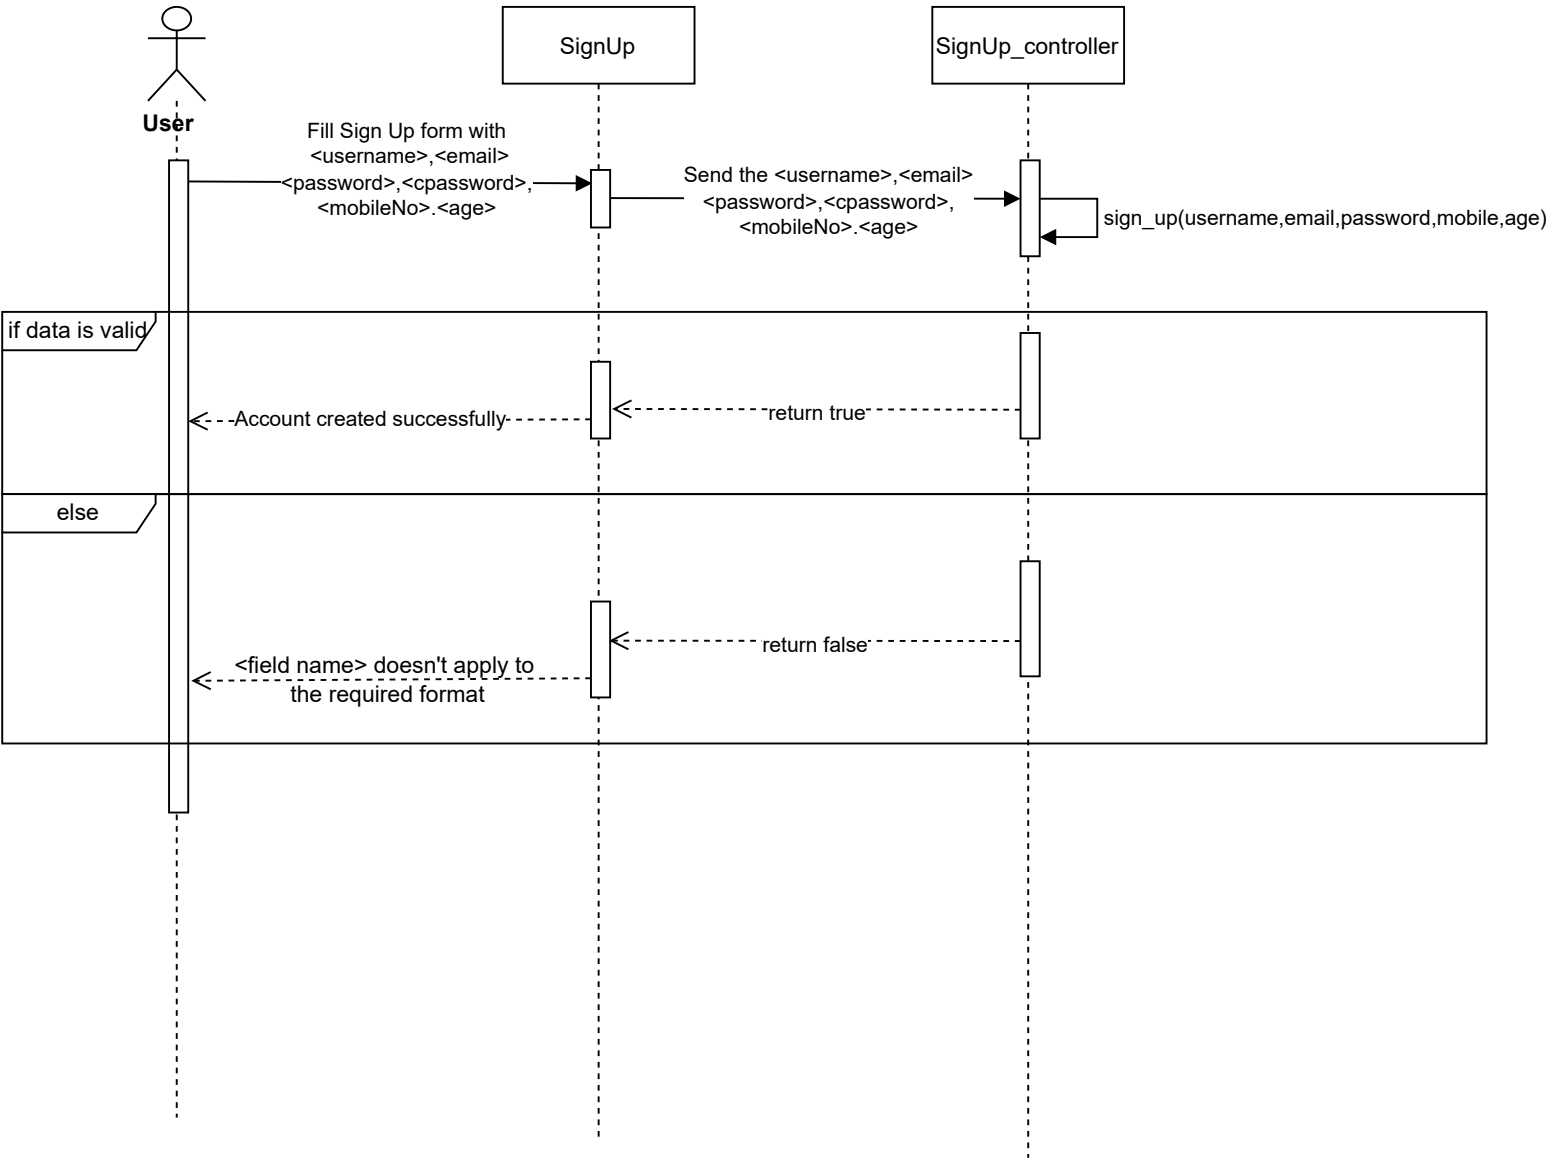 SignUp
SignUp_controller
User
Fill Sign Up form with
<username>,<email>
<password>,<cpassword>,
<mobileNo>.<age>
Send the <username>,<email>
<password>,<cpassword>,
<mobileNo>.<age>
sign_up(username,email,password,mobile,age)
if data is valid
Account created successfully
return true
else
return false
<field name> doesn't apply to
the required format